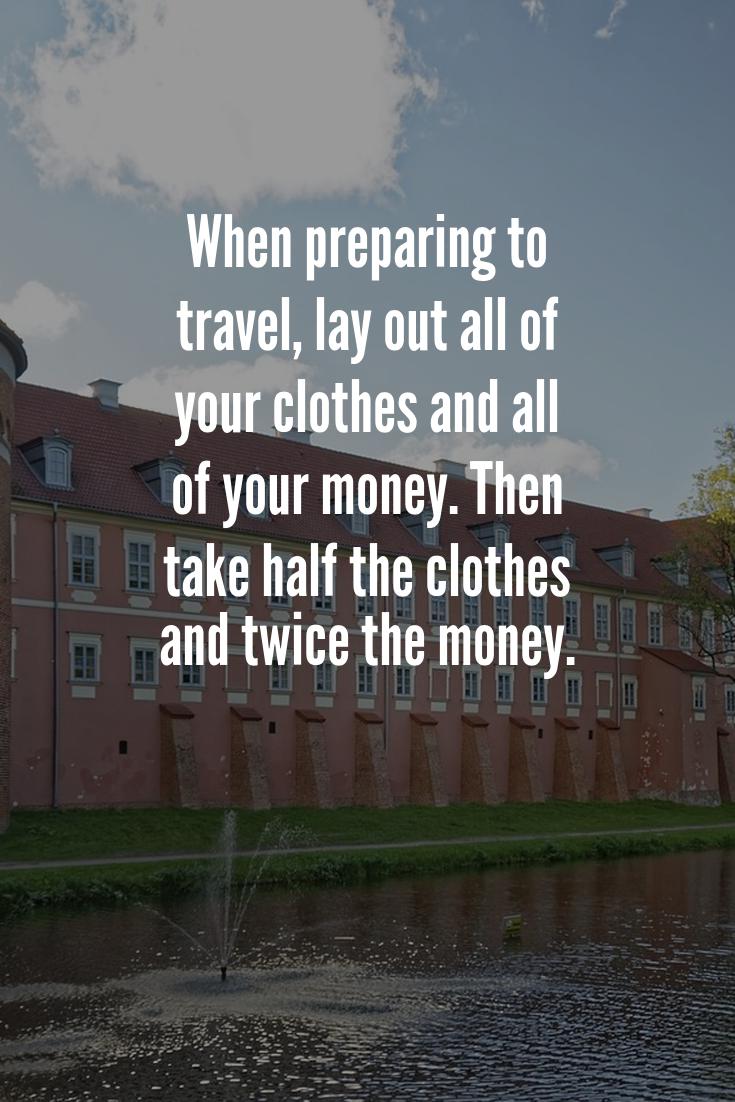 When preparing to
travel, lay out all of
your clothes and all
of your money. Then
take half the clothes
and twice the money.